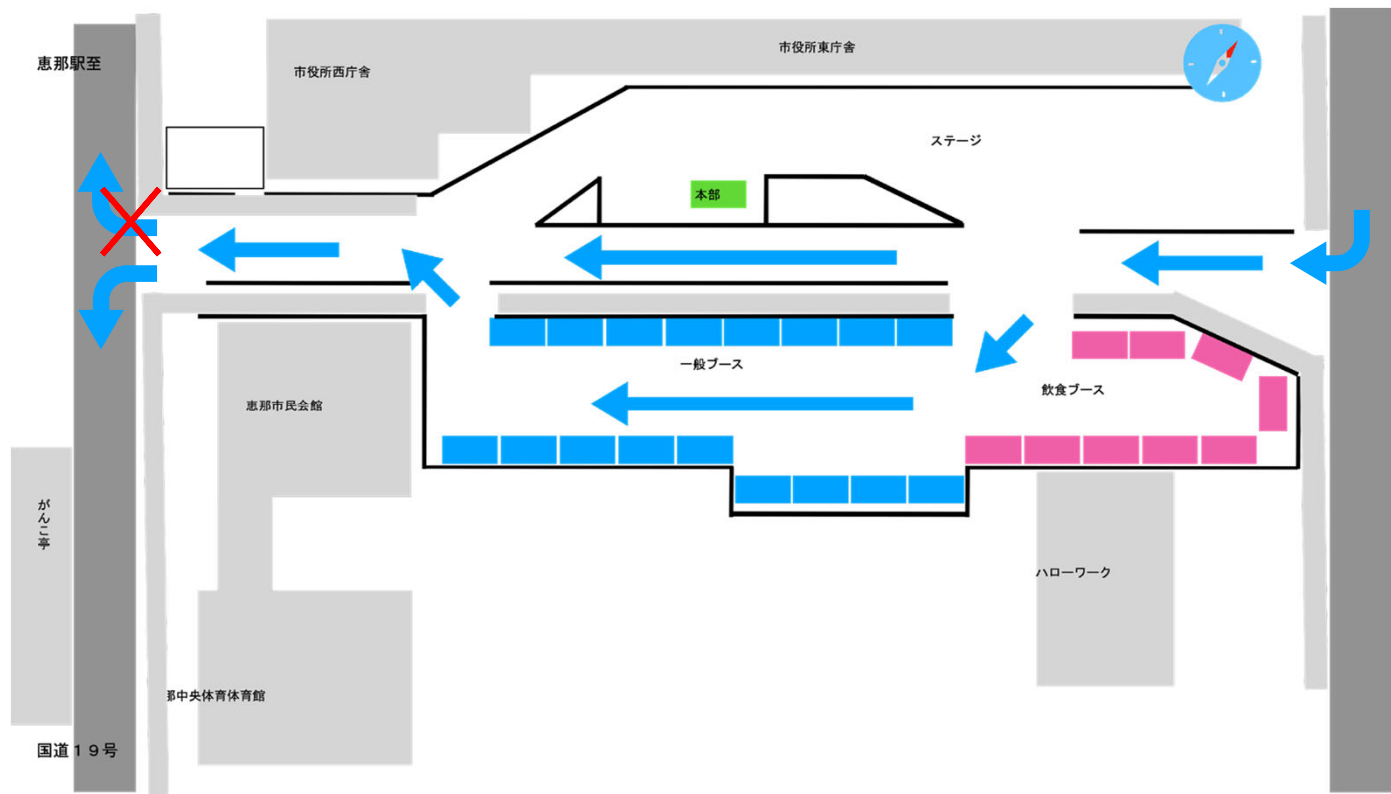 恵那駅至
市役所西庁舎
市役所東庁舎
ステージ
本部
一般ブース
飲食ブース
恵那市民会館
がんこ亭
ハローワーク
那中央体育体育館
国道１９号